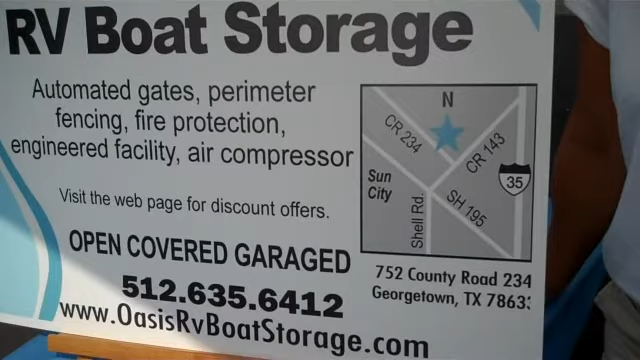 RV Boat Storage
Automated gates, perimeter
fencing, fire protection,
engineered facility, air compressor
Visit the web page for discount offers.
OPEN COVERED GARAGED
512.635.6412
www.OasisRvBoatStorage.com
N
CR 234
CR 143
35
Sun
City
Shell Rd.
SH 195
752 County Road 234
Georgetown, TX 7863